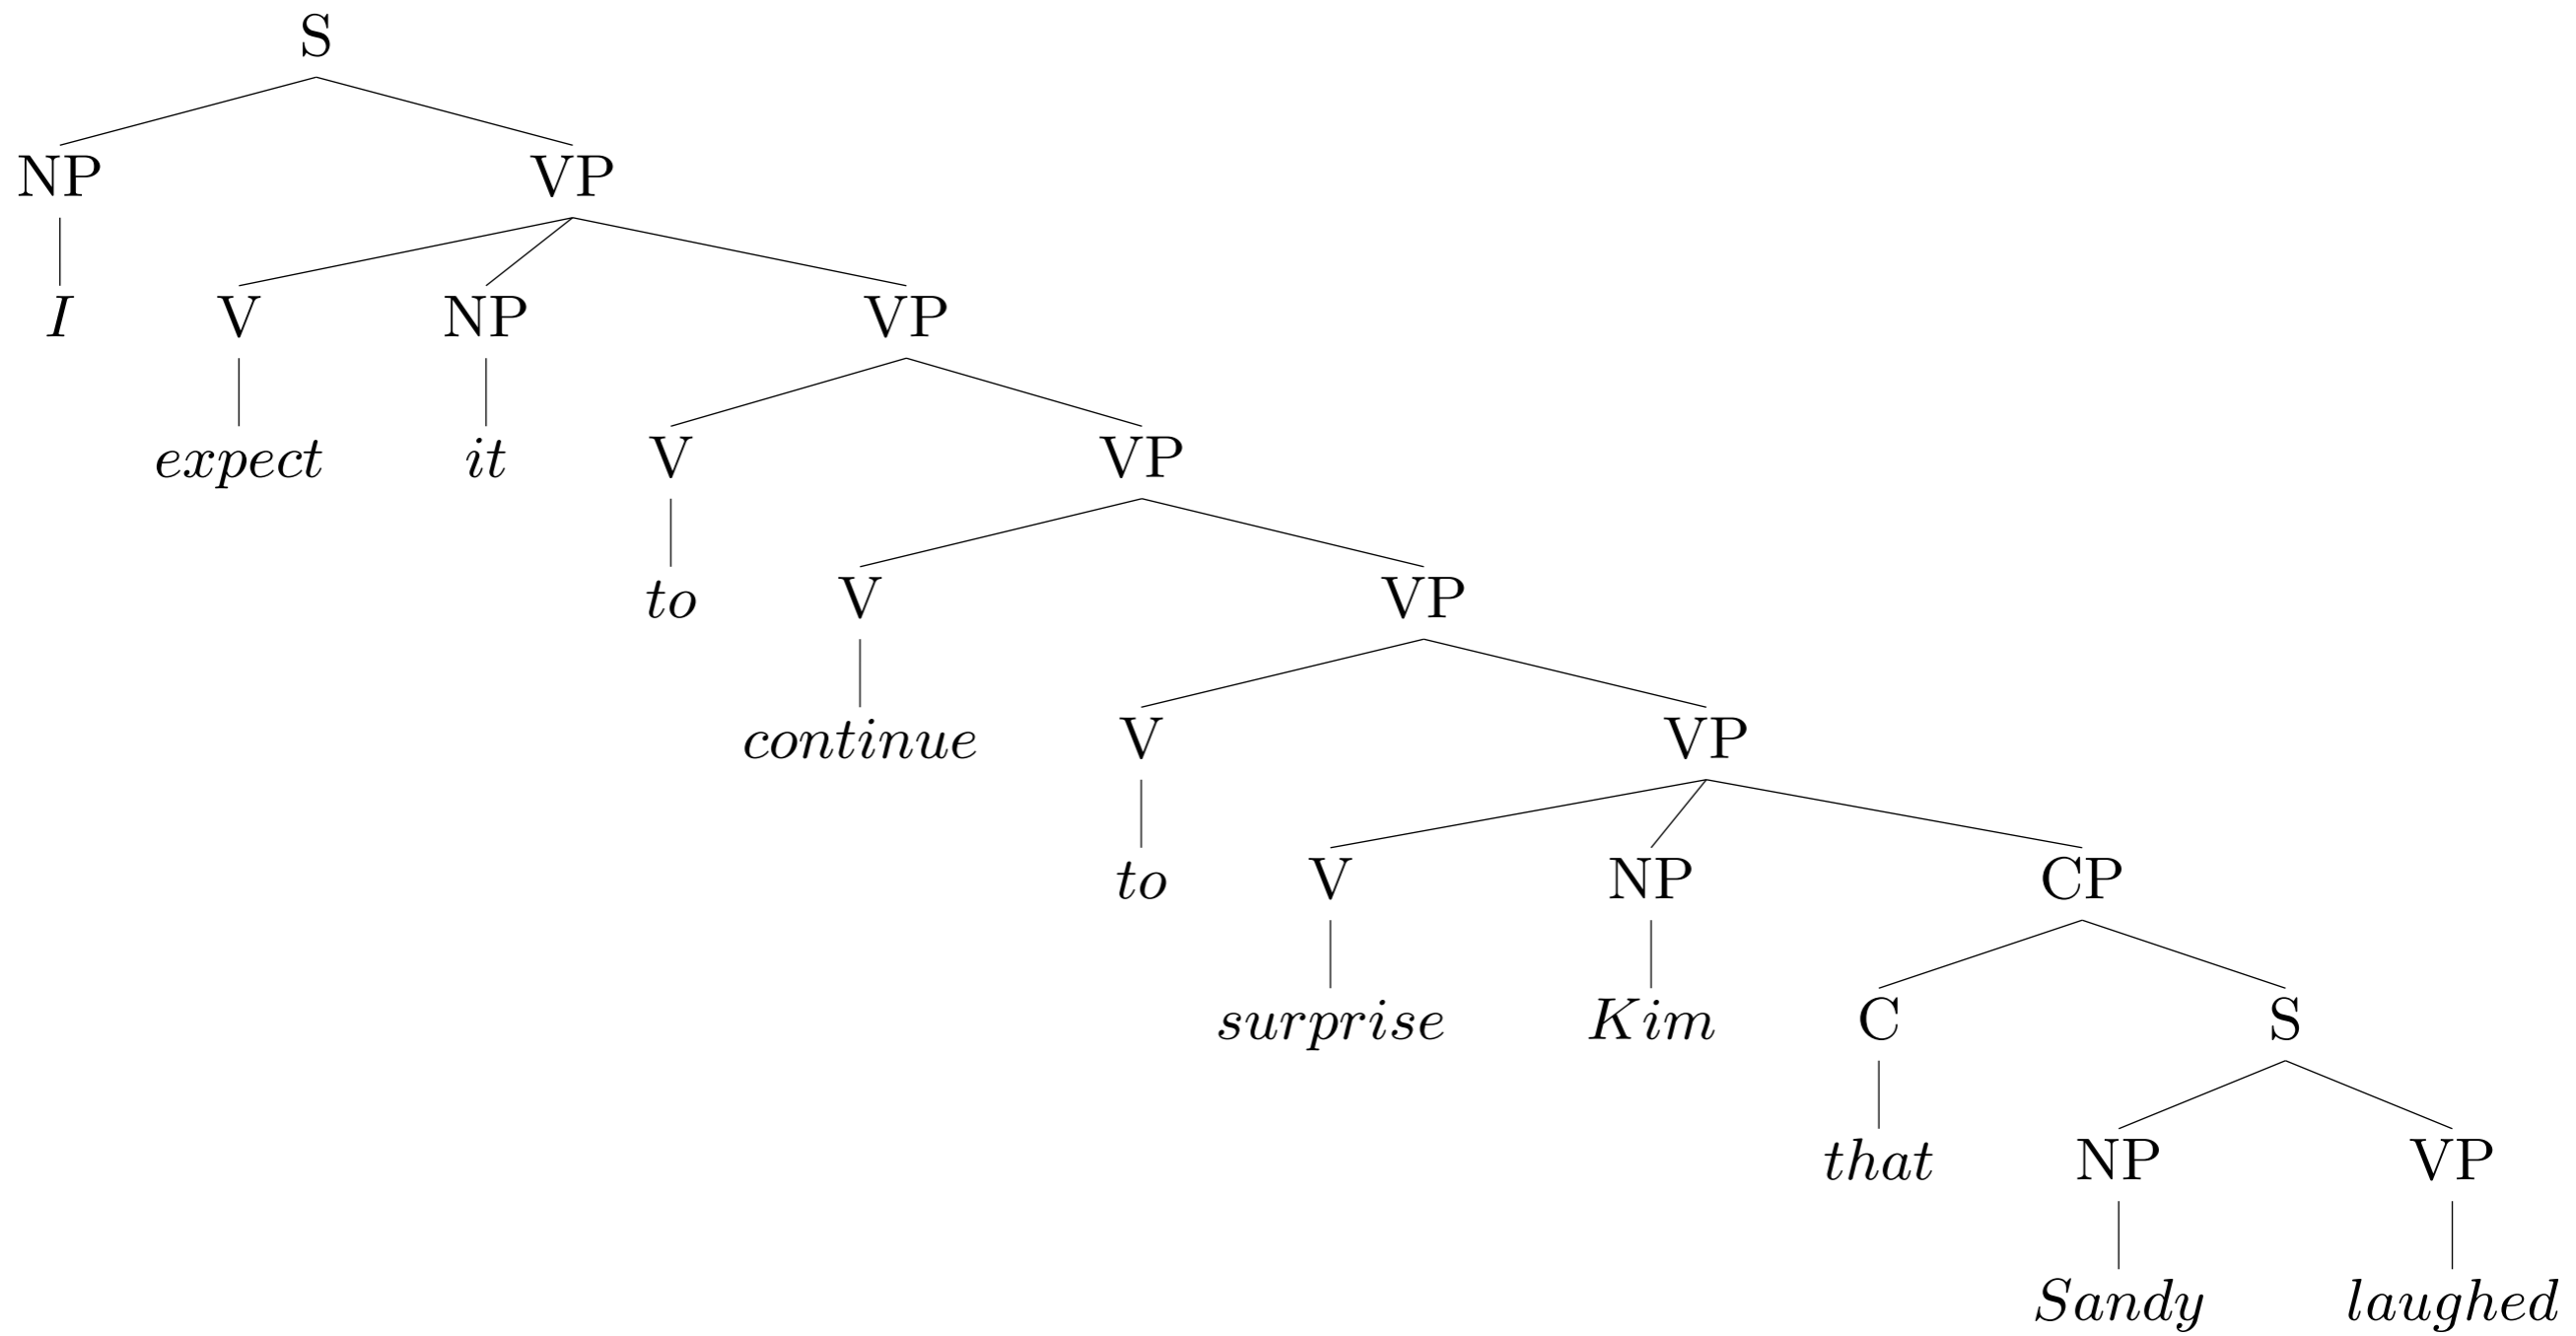 S
NP VP
I V NP VP
expect it V VP
to V VP
continue V VP
to V NP CP
surprise Kim C S
that NP VP
Sandy laughed